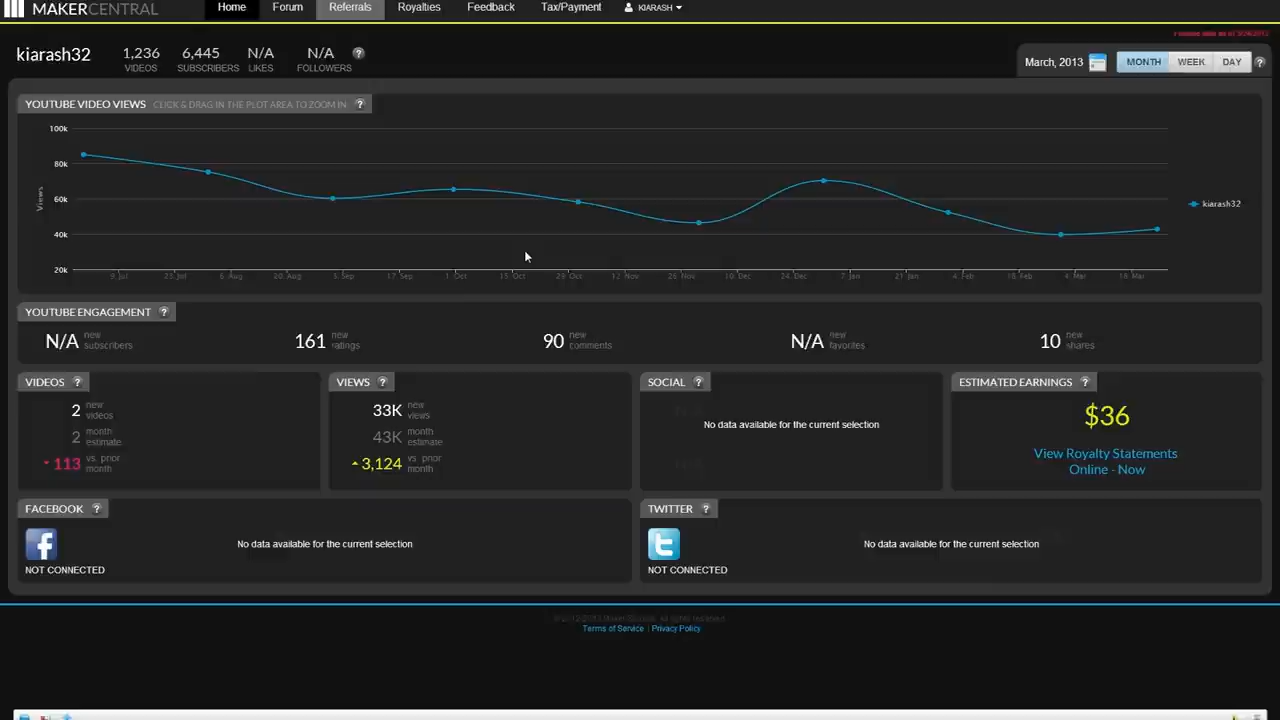 MAKERCENTRAL Home Forum Referrals Royalties Feedback Tax/Payment KIARASH
kiarash32
1,236 6,445 N/A N/A ?
VIDEOS SUBSCRIBERS LIKES FOLLOWERS
March, 2013 MONTH WEEK DAY ?
YOUTUBE VIDEO VIEWS CLICK & DRAG IN THE PLOT AREA TO ZOOM IN ?
100k
80k
60k
40k
20k
Views
kiarash32
9. Jul 23. Jul 6. Aug 20. Aug 3. Sep 17. Sep 1. Oct 15. Oct 29. Oct 12. Nov 26. Nov 10. Dec 24. Dec 7. Jan 21. Jan 4. Feb 18. Feb 4. Mar 18. Mar
YOUTUBE ENGAGEMENT ?
N/A new subscribers 161 new ratings 90 new comments N/A new favorites 10 new shares
VIDEOS ?
2 new videos
2 month estimate
113 vs. prior month
VIEWS ?
33K new views
43K month estimate
3,124 vs. prior month
SOCIAL ?
No data available for the current selection
ESTIMATED EARNINGS ?
$36
View Royalty Statements
Online - Now
FACEBOOK ?
No data available for the current selection
NOT CONNECTED
TWITTER ?
No data available for the current selection
NOT CONNECTED
Terms of Service | Privacy Policy